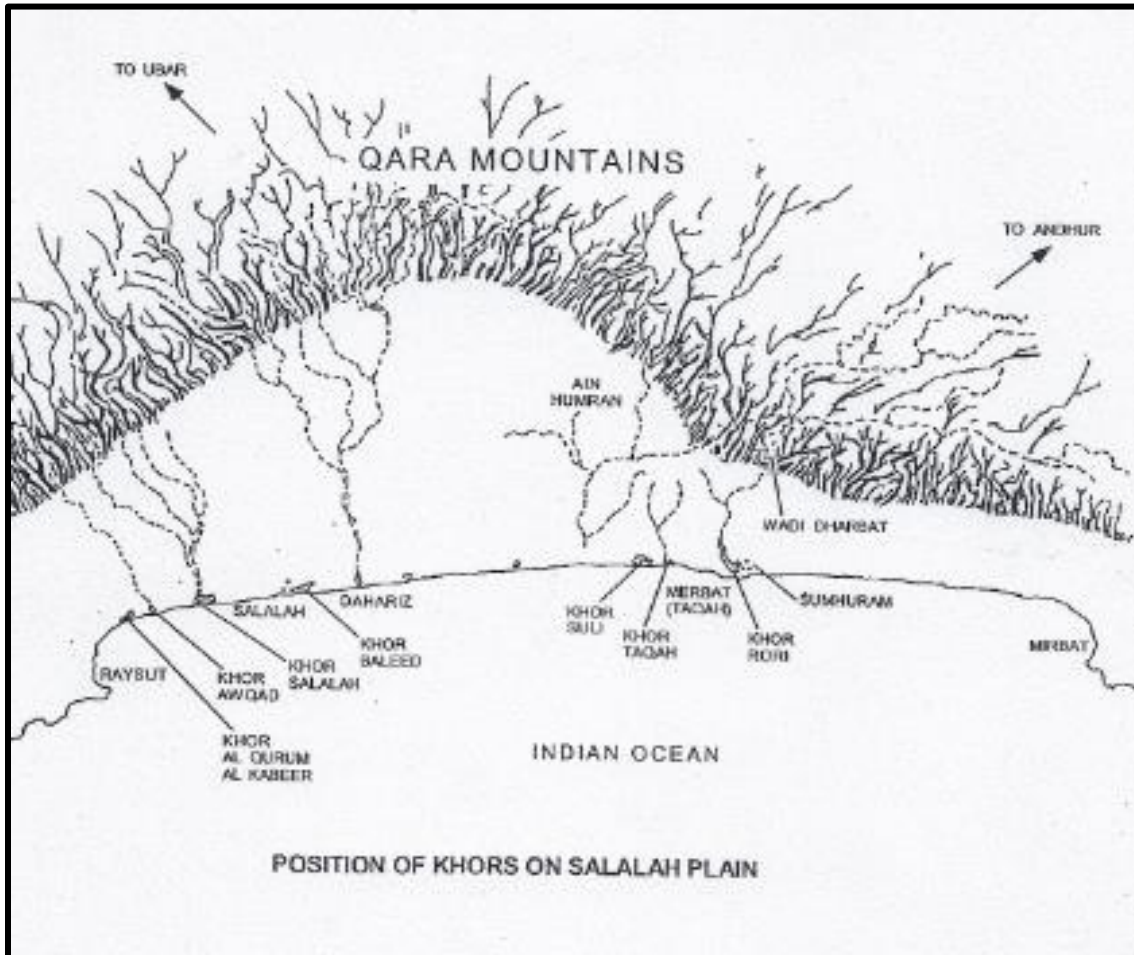 TO UBAR
QARA MOUNTAINS
TO ANDHUR
AIN
HUMRAN
WADI DHARBAT
SALALAH
DAHARIZ
MERBAT
(TAQAH)
SUMHURAM
RAYSUT
KHOR
AWQAD
KHOR
SALALAH
KHOR
BALEED
KHOR
SULI
KHOR
TAQAH
KHOR
RORI
MIRBAT
KHOR
AL QURUM
AL KABEER
INDIAN OCEAN
POSITION OF KHORS ON SALALAH PLAIN